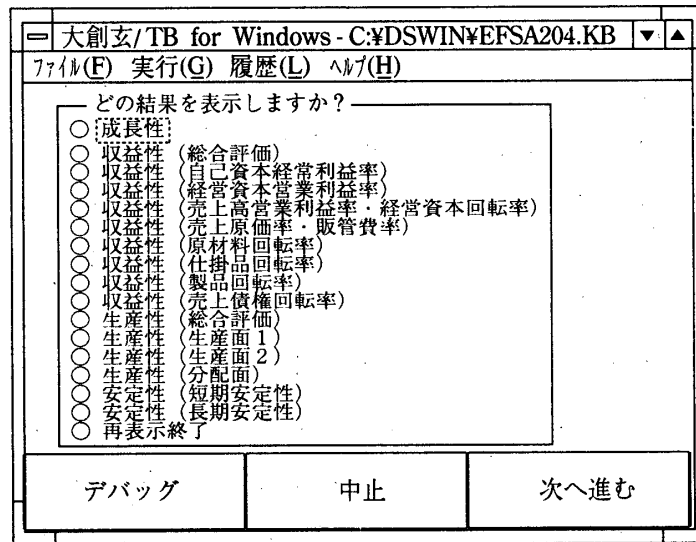 大創玄/TB for Windows - C:¥DSWIN¥EFSA204.KB
ファイル(F) 実行(G) 履歴(L) ヘルプ(H)
どの結果を表示しますか？
成長性
収益性（総合評価）
収益性（自己資本経常利益率）
収益性（経営資本営業利益率）
収益性（売上高営業利益率・経営資本回転率）
収益性（売上原価率・販管費率）
収益性（原材料回転率）
収益性（仕掛品回転率）
収益性（製品回転率）
収益性（売上債権回転率）
生産性（総合評価）
生産性（生産面１）
生産性（生産面２）
生産性（分配面）
安定性（短期安定性）
安定性（長期安定性）
再表示終了
デバッグ 中止 次へ進む